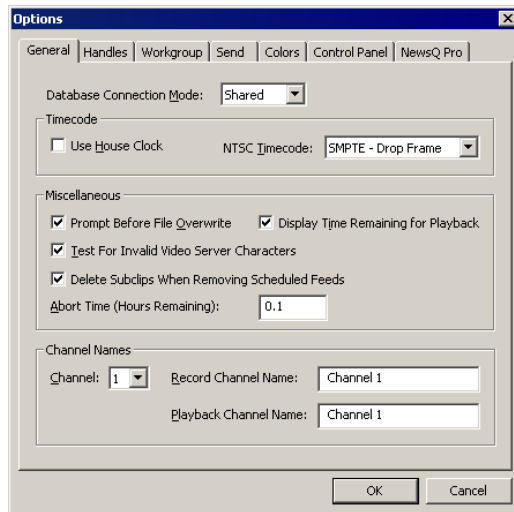 Options
General Handles Workgroup Send Colors Control Panel NewsQ Pro
Database Connection Mode: Shared
Timecode
Use House Clock NTSC Timecode: SMPTE - Drop Frame
Miscellaneous
Prompt Before File Overwrite Display Time Remaining for Playback
Test For Invalid Video Server Characters
Delete Subclips When Removing Scheduled Feeds
Abort Time (Hours Remaining): 0.1
Channel Names
Channel: 1 Record Channel Name: Channel 1
Playback Channel Name: Channel 1
OK Cancel